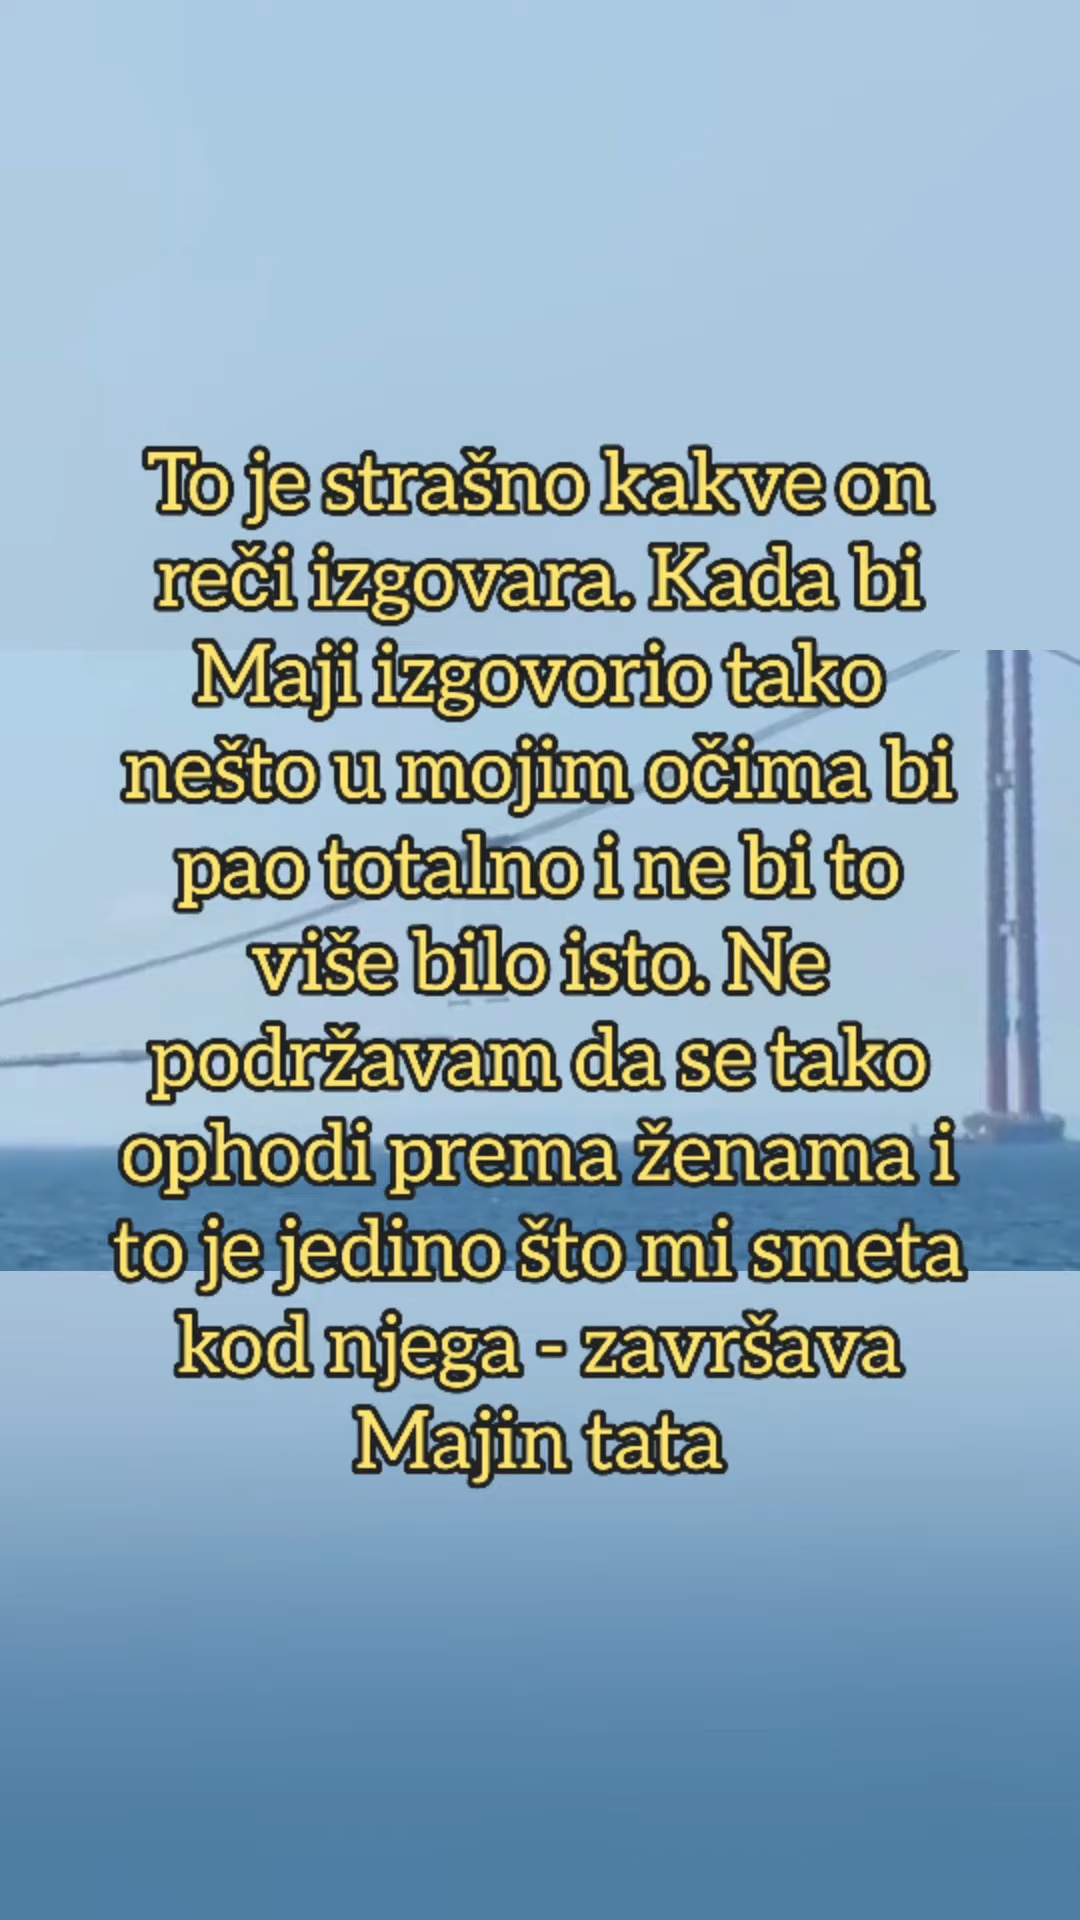 To je strašno kakve on
reči izgovara. Kada bi
Maji izgovorio tako
nešto u mojim očima bi
pao totalno i ne bi to
više bilo isto. Ne
podržavam da se tako
ophodi prema ženama i
to je jedino što mi smeta
kod njega - završava
Majin tata